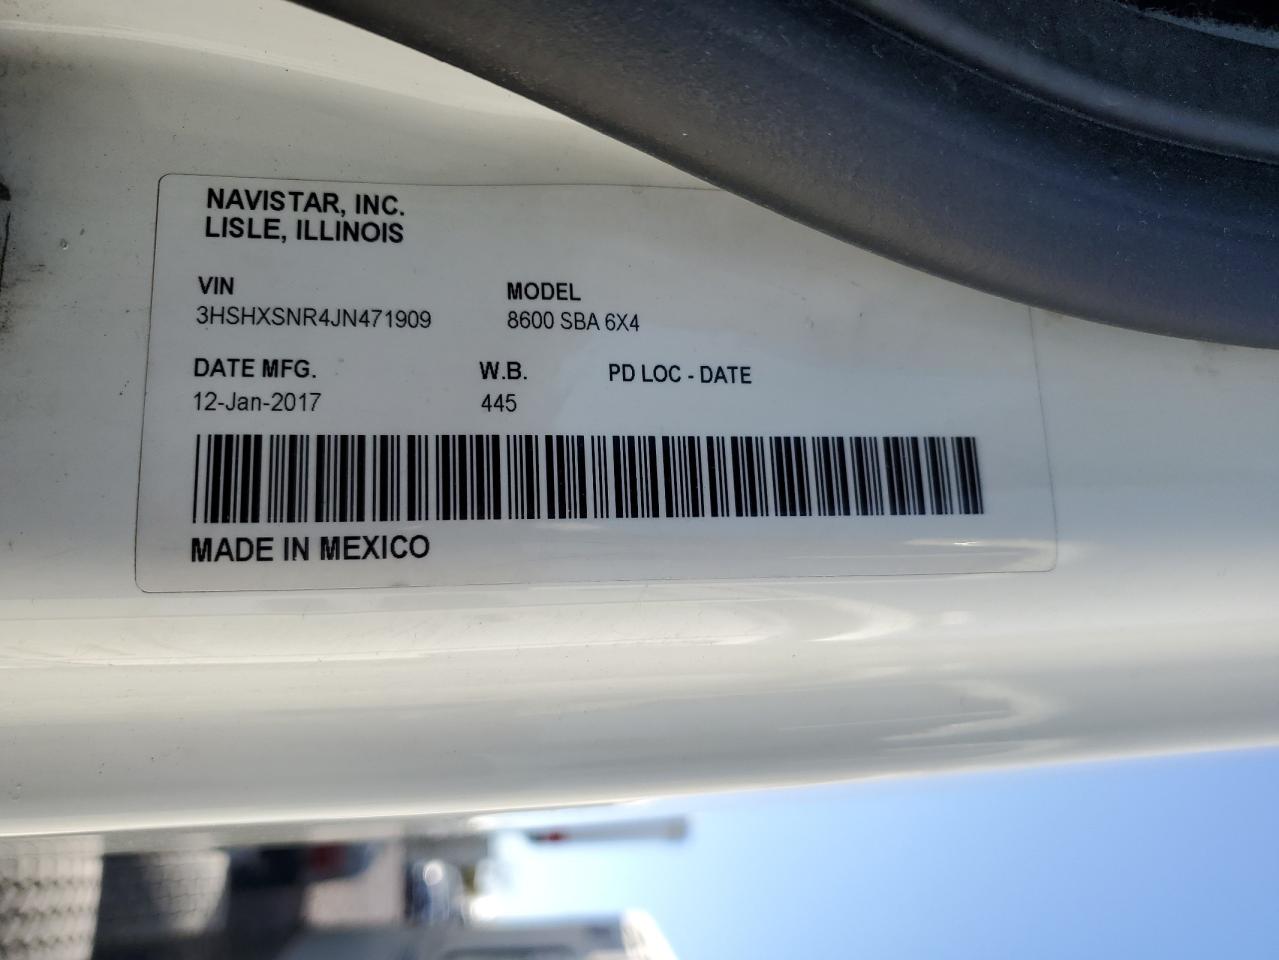 NAVISTAR, INC.
LISLE, ILLINOIS
VIN MODEL
3HSHXSNR4JN471909 8600 SBA 6X4
DATE MFG. W.B. PD LOC - DATE
12-Jan-2017 445
MADE IN MEXICO